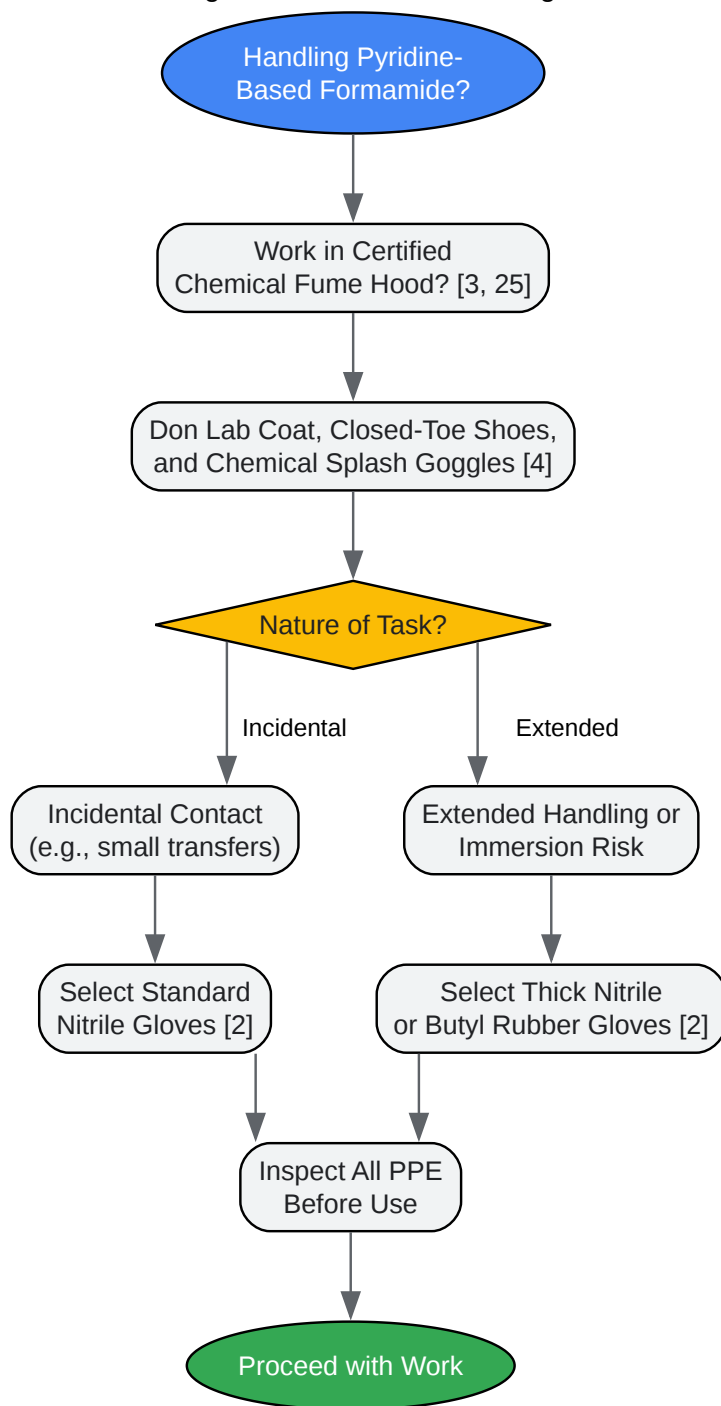 Handling Pyridine-
Based Formamide?
Work in Certified
Chemical Fume Hood? [3, 25]
Don Lab Coat, Closed-Toe Shoes,
and Chemical Splash Goggles [4]
Nature of Task?
Incidental
Extended
Incidental Contact
(e.g., small transfers)
Extended Handling or
Immersion Risk
Select Standard
Nitrile Gloves [2]
Select Thick Nitrile
or Butyl Rubber Gloves [2]
Inspect All PPE
Before Use
Proceed with Work